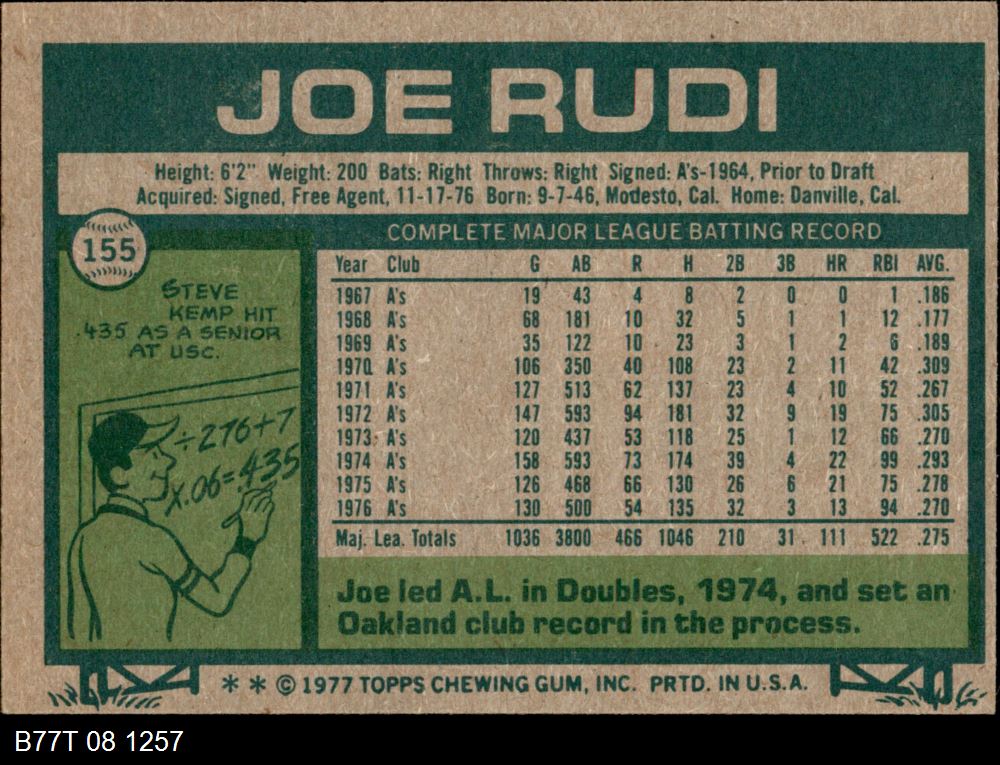 JOE RUDI
Height: 6'2" Weight: 200 Bats: Right Throws: Right Signed: A's-1964, Prior to Draft
Acquired: Signed, Free Agent, 11-17-76 Born: 9-7-46, Modesto, Cal. Home: Danville, Cal.
155
STEVE
KEMP HIT
.435 AS A SENIOR
AT USC.
÷276+7
X.06=.435
COMPLETE MAJOR LEAGUE BATTING RECORD
Year Club G AB R H 2B 3B HR RBI AVG.
1967 A's 19 43 4 8 2 0 0 1 .186
1968 A's 68 181 10 32 5 1 1 12 .177
1969 A's 35 122 10 23 3 1 2 6 .189
1970 A's 106 350 40 108 23 2 11 42 .309
1971 A's 127 513 62 137 23 4 10 52 .267
1972 A's 147 593 94 181 32 9 19 75 .305
1973 A's 120 437 53 118 25 1 12 66 .270
1974 A's 158 593 73 174 39 4 22 99 .293
1975 A's 126 468 66 130 26 6 21 75 .278
1976 A's 130 500 54 135 32 3 13 94 .270
Maj. Lea. Totals 1036 3800 466 1046 210 31 111 522 .275
Joe led A.L. in Doubles, 1974, and set an
Oakland club record in the process.
* * © 1977 TOPPS CHEWING GUM, INC. PRTD. IN U.S.A.
B77T 08 1257